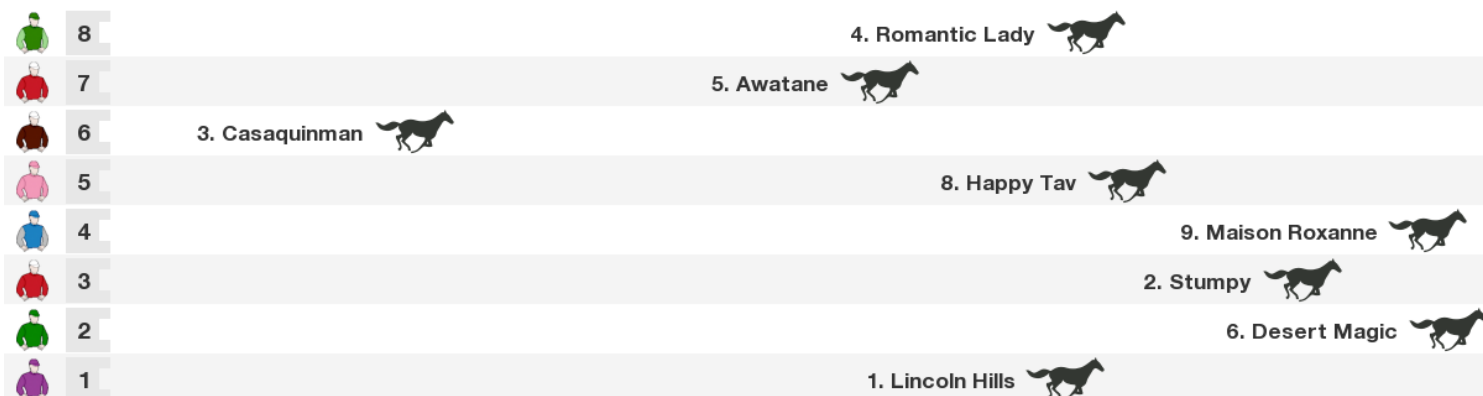 8 4. Romantic Lady
7 5. Awatane
6 3. Casaquinman
5 8. Happy Tav
4 9. Maison Roxanne
3 2. Stumpy
2 6. Desert Magic
1 1. Lincoln Hills